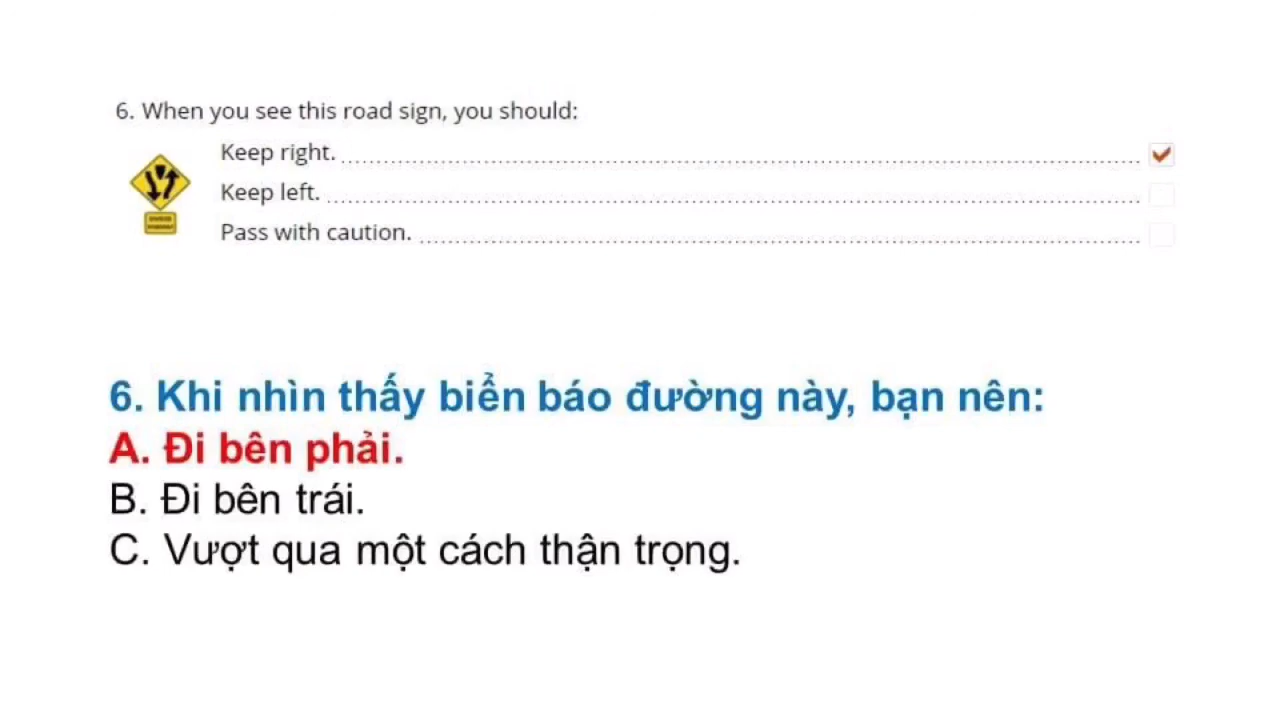 6. When you see this road sign, you should:
Keep right.
Keep left.
Pass with caution.
6. Khi nhìn thấy biển báo đường này, bạn nên:
A. Đi bên phải.
B. Đi bên trái.
C. Vượt qua một cách thận trọng.